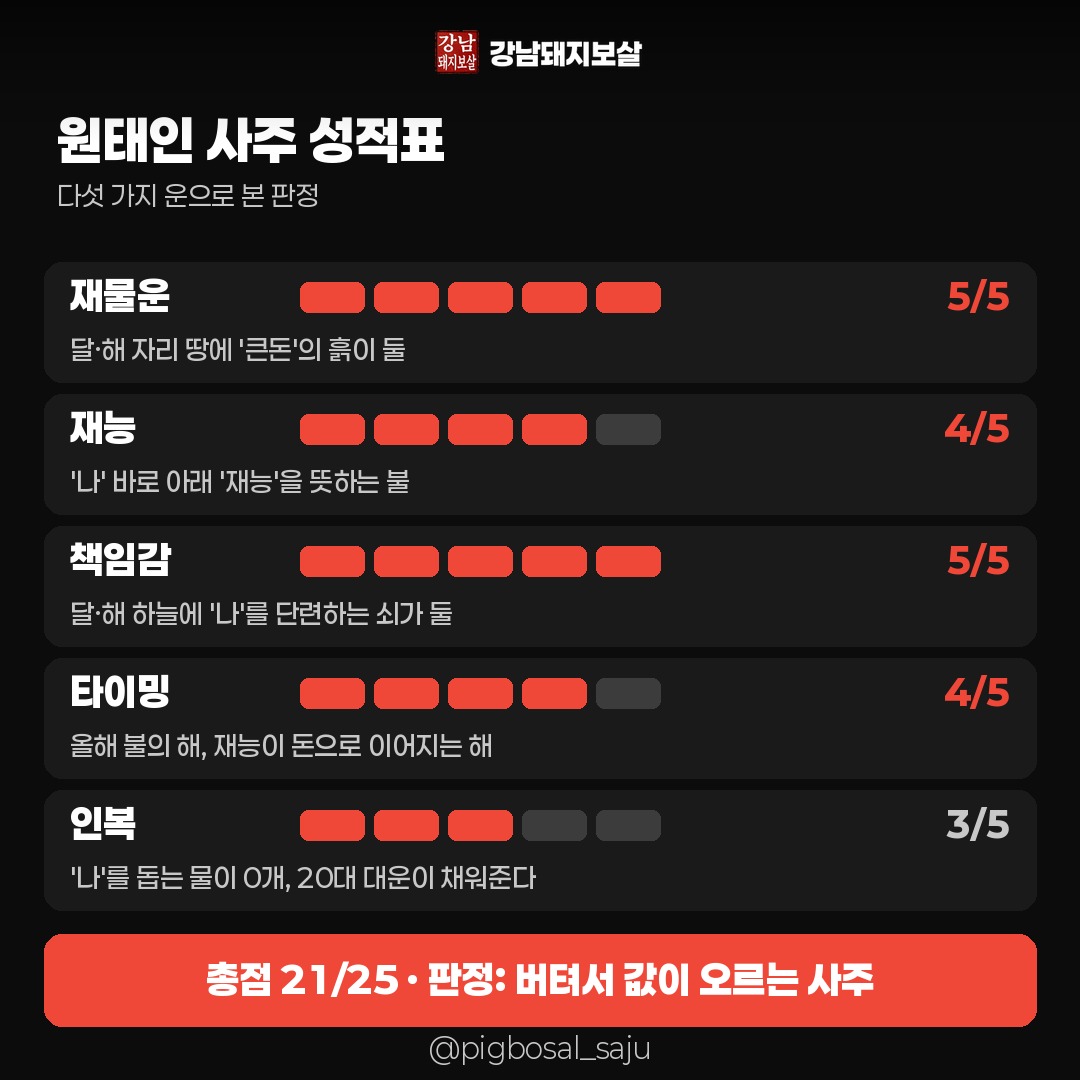 강남
돼지보살
강남돼지보살
원태인 사주 성적표
다섯 가지 운으로 본 판정
재물운 5/5
달·해 자리 땅에 '큰돈'의 흙이 둘
재능 4/5
'나' 바로 아래 '재능'을 뜻하는 불
책임감 5/5
달·해 하늘에 '나'를 단련하는 쇠가 둘
타이밍 4/5
올해 불의 해, 재능이 돈으로 이어지는 해
인복 3/5
'나'를 돕는 물이 0개, 20대 대운이 채워준다
총점 21/25 · 판정: 버텨서 값이 오르는 사주
@pigbosal_saju